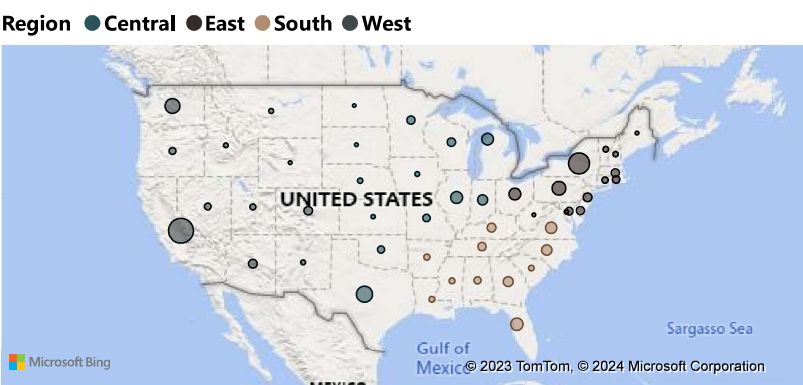 Region Central East South West
UNITED STATES
Sargasso Sea
Gulf of
Mexico
Microsoft Bing
© 2023 TomTom, © 2024 Microsoft Corporation
MEXICO